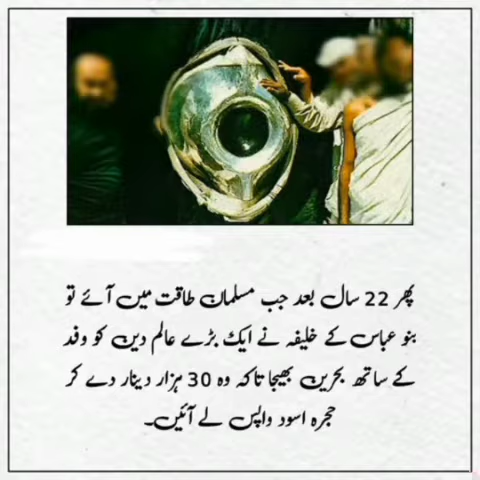 پھر 22 سال بعد جب مسلمان طاقت میں آئے تو
بنو عباس کے خلیفہ نے ایک بڑے عالم دین کو وفد
کے ساتھ بحرین بھیجا تاکہ وہ 30 ہزار دینار دے کر
حجرہ اسود واپس لے آئیں۔